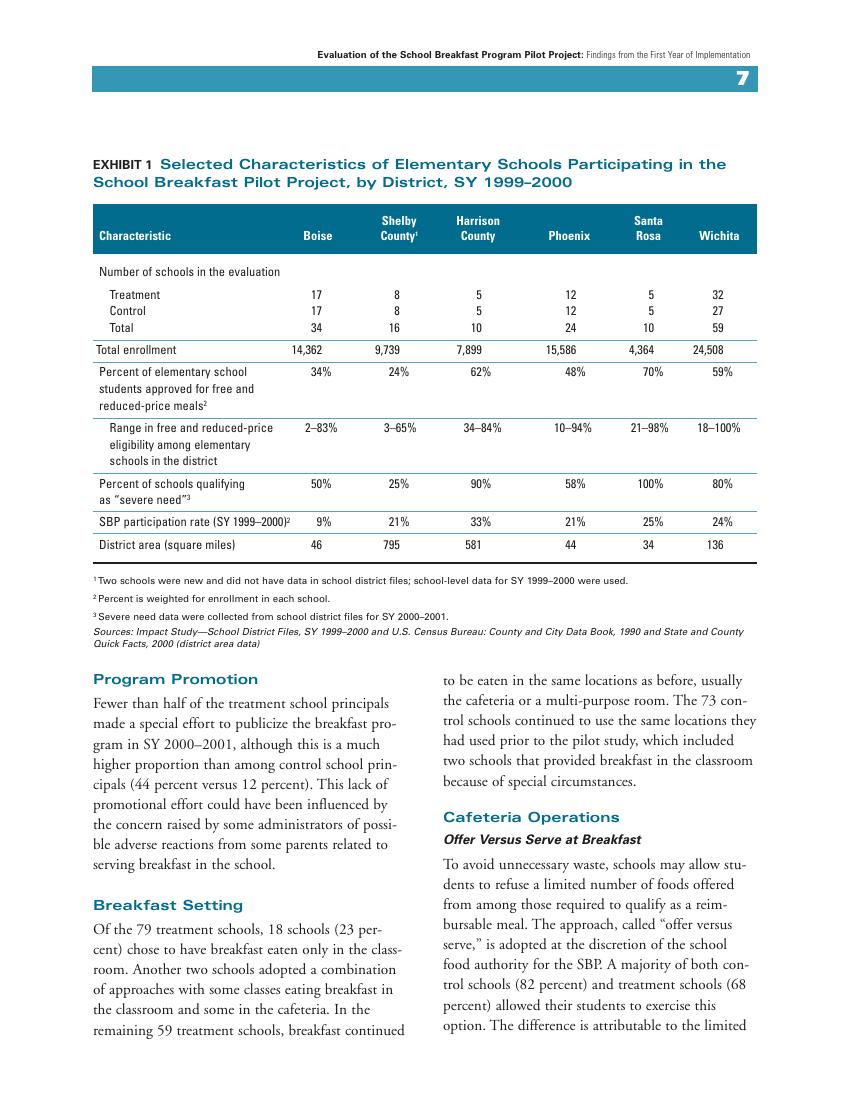 Evaluation of the School Breakfast Program Pilot Project: Findings from the First Year of Implementation
7
EXHIBIT 1 Selected Characteristics of Elementary Schools Participating in the
School Breakfast Pilot Project, by District, SY 1999–2000
Characteristic Boise Shelby County¹ Harrison County Phoenix Santa Rosa Wichita
Number of schools in the evaluation
Treatment 17 8 5 12 5 32
Control 17 8 5 12 5 27
Total 34 16 10 24 10 59
Total enrollment 14,362 9,739 7,899 15,586 4,364 24,508
Percent of elementary school 34% 24% 62% 48% 70% 59%
students approved for free and
reduced-price meals²
Range in free and reduced-price 2–83% 3–65% 34–84% 10–94% 21–98% 18–100%
eligibility among elementary
schools in the district
Percent of schools qualifying 50% 25% 90% 58% 100% 80%
as “severe need”³
SBP participation rate (SY 1999–2000)² 9% 21% 33% 21% 25% 24%
District area (square miles) 46 795 581 44 34 136
¹ Two schools were new and did not have data in school district files; school-level data for SY 1999–2000 were used.
² Percent is weighted for enrollment in each school.
³ Severe need data were collected from school district files for SY 2000–2001.
Sources: Impact Study—School District Files, SY 1999–2000 and U.S. Census Bureau: County and City Data Book, 1990 and State and County
Quick Facts, 2000 (district area data)
Program Promotion
Fewer than half of the treatment school principals
made a special effort to publicize the breakfast pro-
gram in SY 2000–2001, although this is a much
higher proportion than among control school prin-
cipals (44 percent versus 12 percent). This lack of
promotional effort could have been influenced by
the concern raised by some administrators of possi-
ble adverse reactions from some parents related to
serving breakfast in the school.
Breakfast Setting
Of the 79 treatment schools, 18 schools (23 per-
cent) chose to have breakfast eaten only in the class-
room. Another two schools adopted a combination
of approaches with some classes eating breakfast in
the classroom and some in the cafeteria. In the
remaining 59 treatment schools, breakfast continued
to be eaten in the same locations as before, usually
the cafeteria or a multi-purpose room. The 73 con-
trol schools continued to use the same locations they
had used prior to the pilot study, which included
two schools that provided breakfast in the classroom
because of special circumstances.
Cafeteria Operations
Offer Versus Serve at Breakfast
To avoid unnecessary waste, schools may allow stu-
dents to refuse a limited number of foods offered
from among those required to qualify as a reim-
bursable meal. The approach, called “offer versus
serve,” is adopted at the discretion of the school
food authority for the SBP. A majority of both con-
trol schools (82 percent) and treatment schools (68
percent) allowed their students to exercise this
option. The difference is attributable to the limited